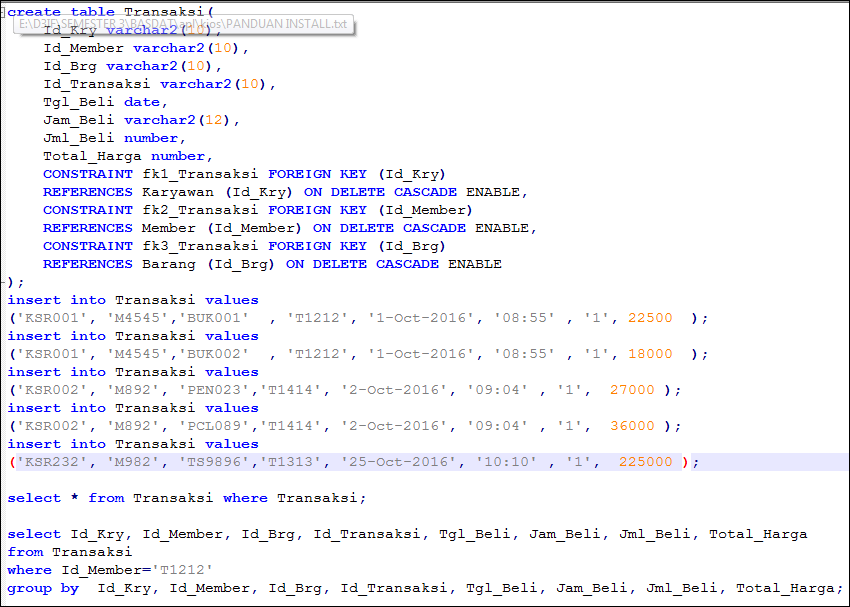 create table Transaksi(
E:\D3IF\SEMESTER 3\BASDAT\apl\kios\PANDUAN INSTALL.txt
Id_Kry varchar2(10),
Id_Member varchar2(10),
Id_Brg varchar2(10),
Id_Transaksi varchar2(10),
Tgl_Beli date,
Jam_Beli varchar2(12),
Jml_Beli number,
Total_Harga number,
CONSTRAINT fk1_Transaksi FOREIGN KEY (Id_Kry)
REFERENCES Karyawan (Id_Kry) ON DELETE CASCADE ENABLE,
CONSTRAINT fk2_Transaksi FOREIGN KEY (Id_Member)
REFERENCES Member (Id_Member) ON DELETE CASCADE ENABLE,
CONSTRAINT fk3_Transaksi FOREIGN KEY (Id_Brg)
REFERENCES Barang (Id_Brg) ON DELETE CASCADE ENABLE
);
insert into Transaksi values
('KSR001', 'M4545','BUK001'  , 'T1212', '1-Oct-2016', '08:55' , '1', 22500  );
insert into Transaksi values
('KSR001', 'M4545','BUK002'  , 'T1212', '1-Oct-2016', '08:55' , '1', 18000  );
insert into Transaksi values
('KSR002', 'M892', 'PEN023','T1414', '2-Oct-2016', '09:04' , '1',  27000 );
insert into Transaksi values
('KSR002', 'M892', 'PCL089','T1414', '2-Oct-2016', '09:04' , '1',  36000 );
insert into Transaksi values
('KSR232', 'M982', 'TS9896','T1313', '25-Oct-2016', '10:10' , '1',  225000 );
select * from Transaksi where Transaksi;
select Id_Kry, Id_Member, Id_Brg, Id_Transaksi, Tgl_Beli, Jam_Beli, Jml_Beli, Total_Harga
from Transaksi
where Id_Member='T1212'
group by  Id_Kry, Id_Member, Id_Brg, Id_Transaksi, Tgl_Beli, Jam_Beli, Jml_Beli, Total_Harga;